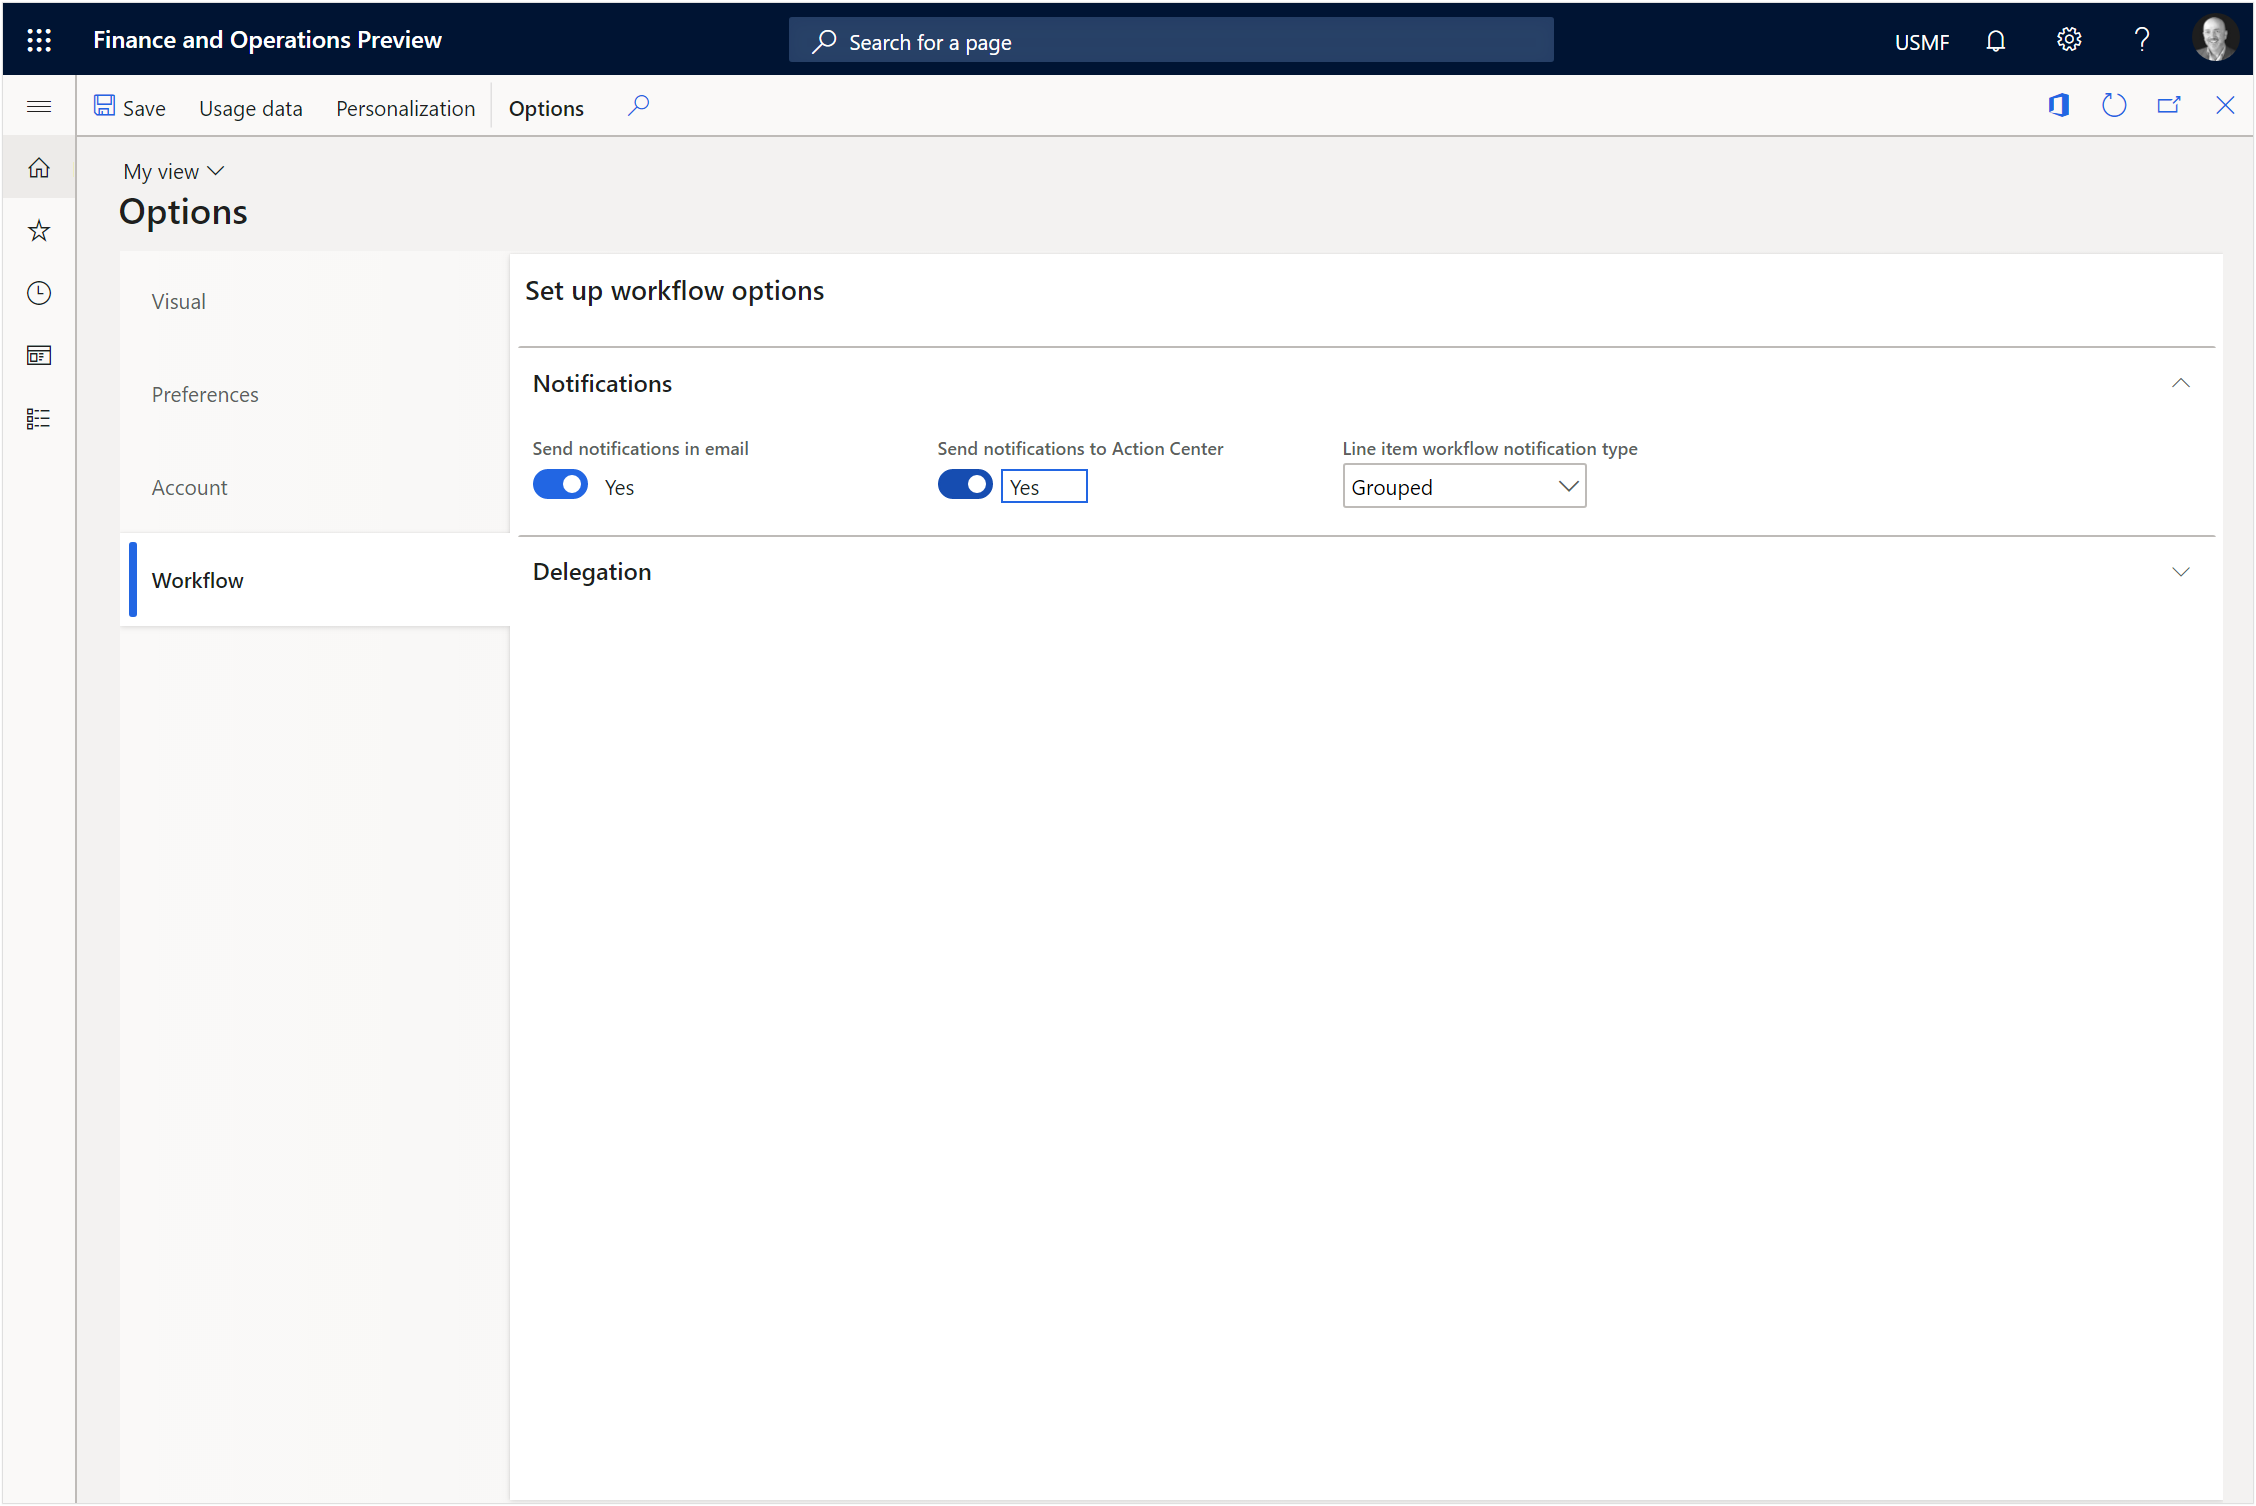 Finance and Operations Preview
Search for a page
USMF
Save
Usage data
Personalization
Options
My view
Options
Visual
Preferences
Account
Workflow
Set up workflow options
Notifications
Send notifications in email
Yes
Send notifications to Action Center
Yes
Line item workflow notification type
Grouped
Delegation